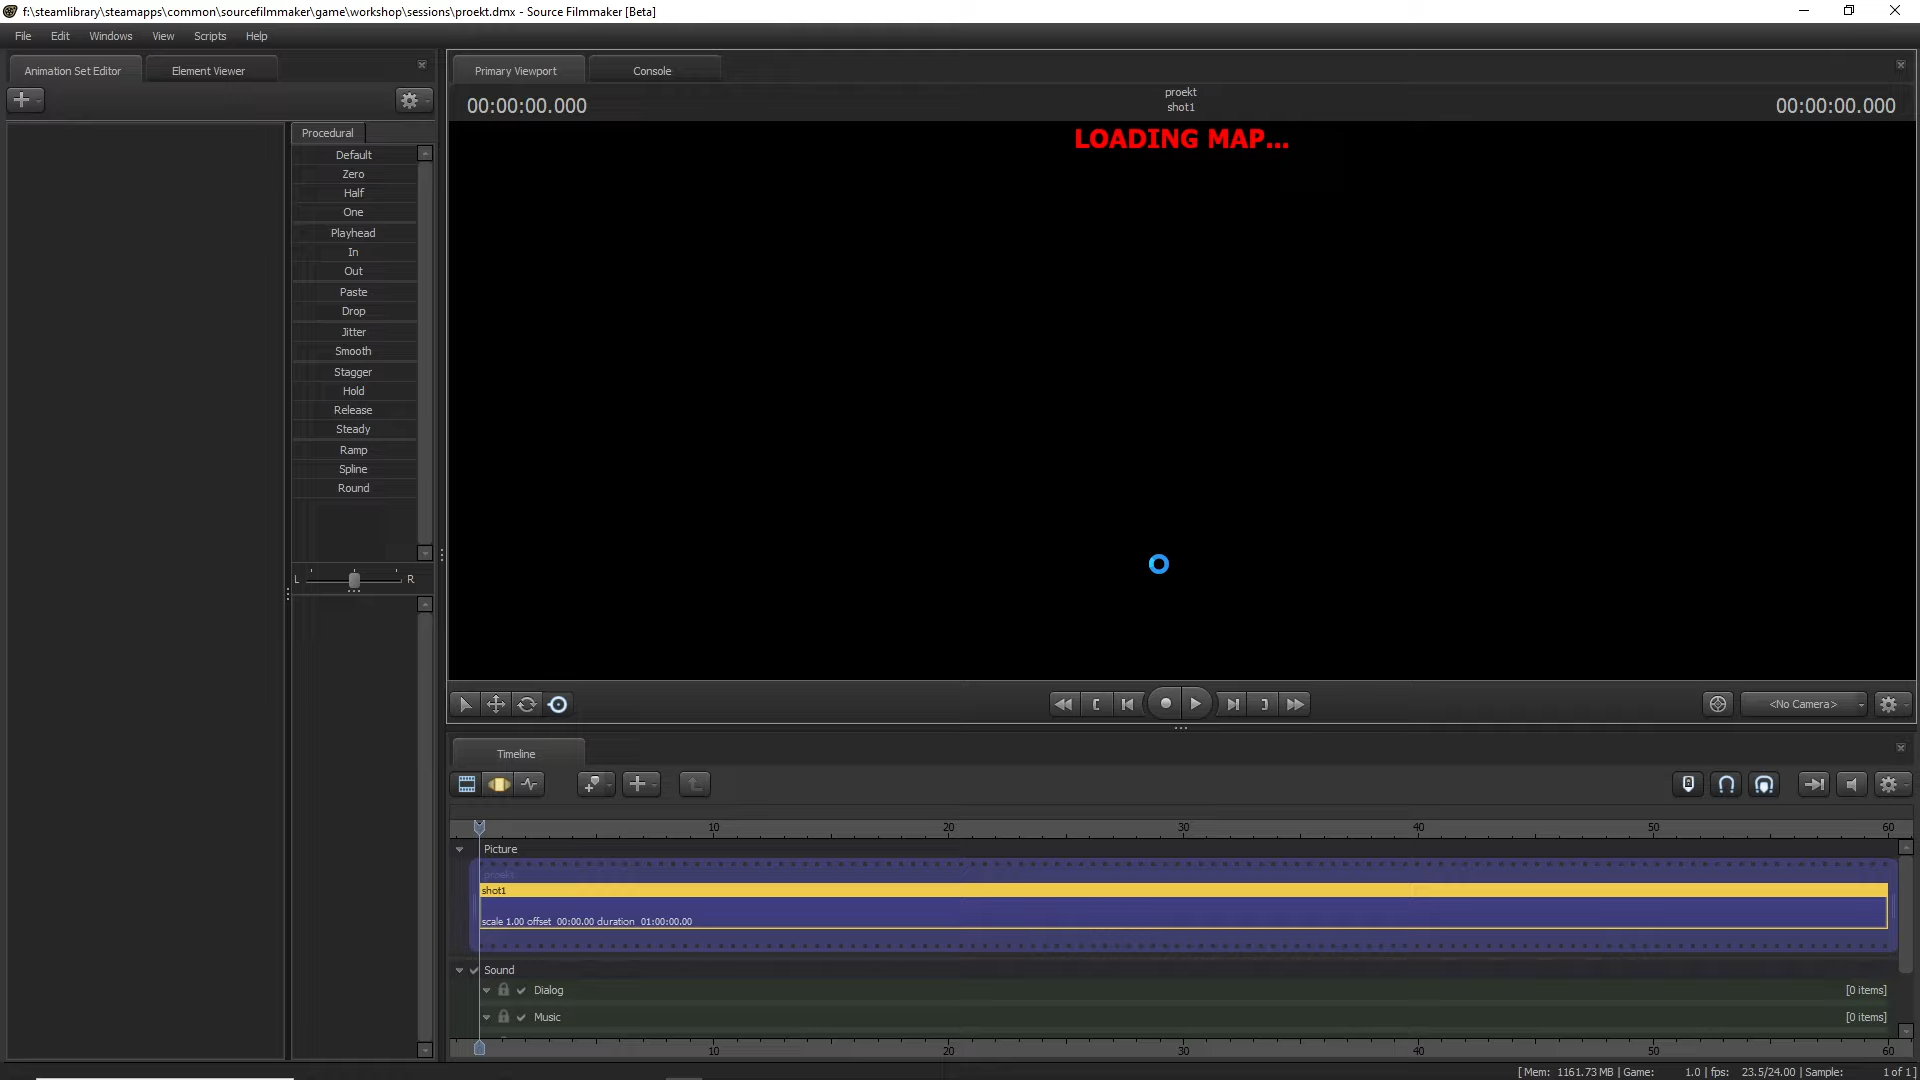 f:\steamlibrary\steamapps\common\sourcefilmmaker\game\workshop\sessions\proekt.dmx - Source Filmmaker [Beta]
File Edit Windows View Scripts Help
Animation Set Editor Element Viewer
Primary Viewport Console
00:00:00.000
proekt
shot1
00:00:00.000
LOADING MAP...
Procedural
Default
Zero
Half
One
Playhead
In
Out
Paste
Drop
Jitter
Smooth
Stagger
Hold
Release
Steady
Ramp
Spline
Round
L R
<No Camera>
Timeline
10 20 30 40 50 60
Picture
proekt
shot1
scale 1.00 offset 00:00.00 duration 01:00:00.00
Sound
Dialog [0 items]
Music [0 items]
10 20 30 40 50 60
[ Mem: 1161.73 MB | Game: 1.0 | fps: 23.5/24.00 | Sample: 1 of 1 ]